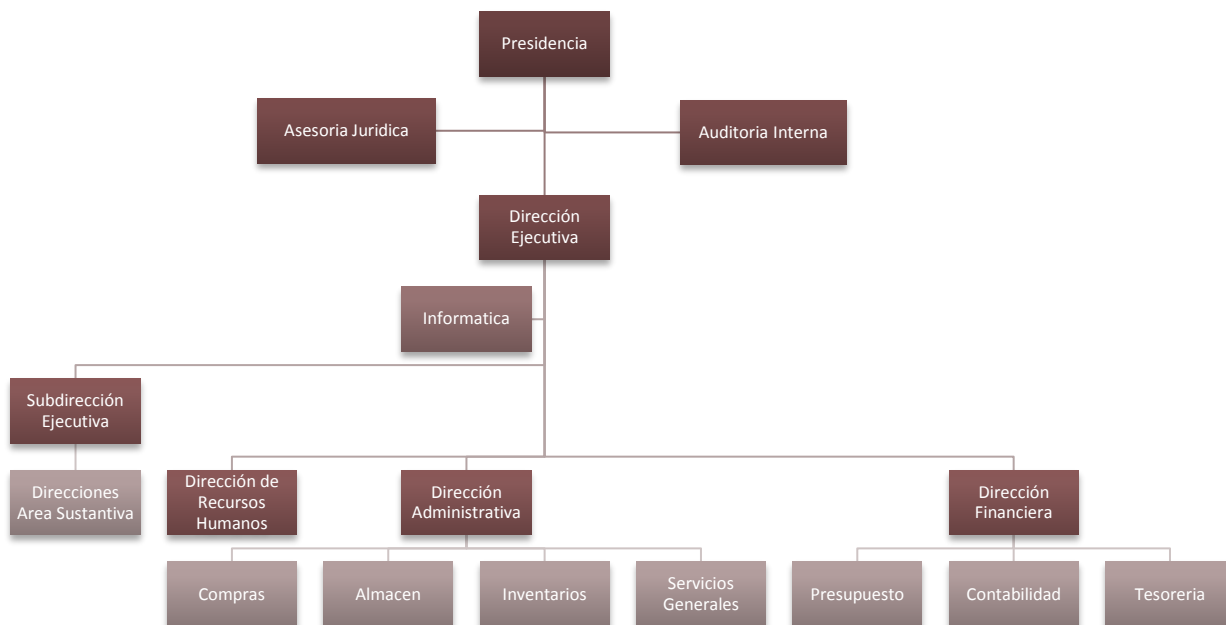 Presidencia
Asesoria Juridica
Auditoria Interna
Dirección
Ejecutiva
Informatica
Subdirección
Ejecutiva
Direcciones
Area Sustantiva
Dirección de
Recursos
Humanos
Dirección
Administrativa
Dirección
Financiera
Compras
Almacen
Inventarios
Servicios
Generales
Presupuesto
Contabilidad
Tesoreria